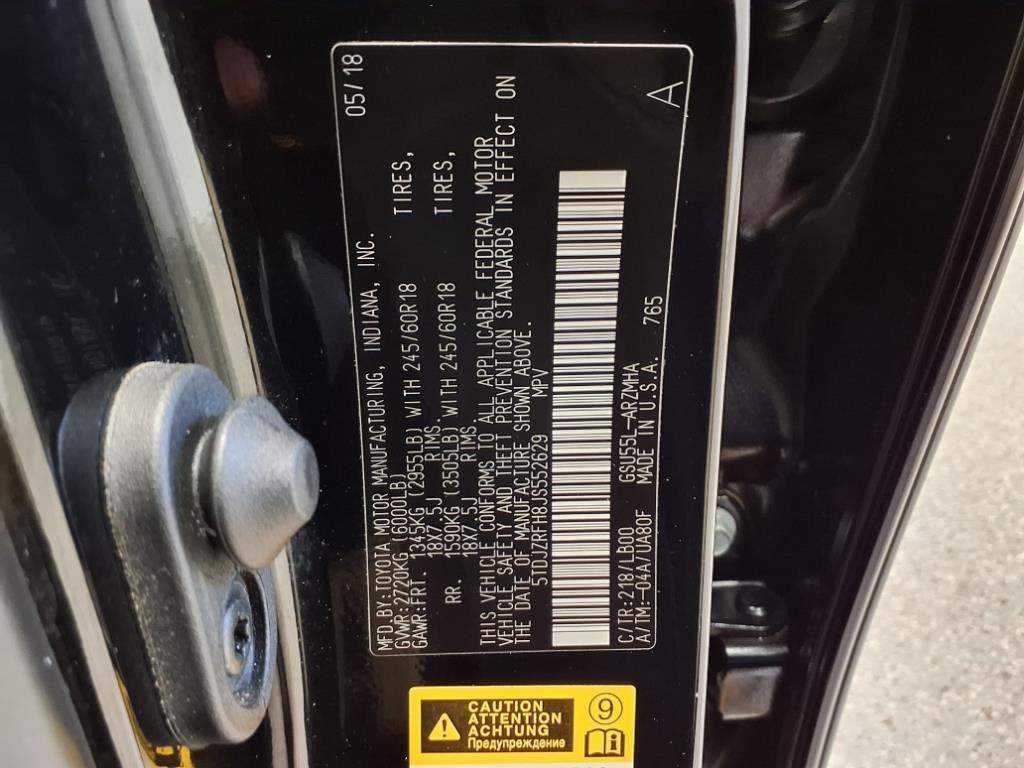 MFD.BY:TOYOTA MOTOR MANUFACTURING, INDIANA, INC. 05/18
GVWR:2720KG (6000LB)
GAWR:FRT. 1345KG (2955LB) WITH 245/60R18 TIRES,
18X7.5J RIMS,
RR. 1590KG (3505LB) WITH 245/60R18 TIRES,
18X7.5J RIMS.
THIS VEHICLE CONFORMS TO ALL APPLICABLE FEDERAL MOTOR
VEHICLE SAFETY AND THEFT PREVENTION STANDARDS IN EFFECT ON
THE DATE OF MANUFACTURE SHOWN ABOVE.
5TDJZRFH8JS552629 MPV
C/TR:218/LB00 GSU55L-ARZMHA
A/TM:-04A/UA80F MADE IN U.S.A. 765 A
CAUTION
ATTENTION
ACHTUNG
Предупреждение
9